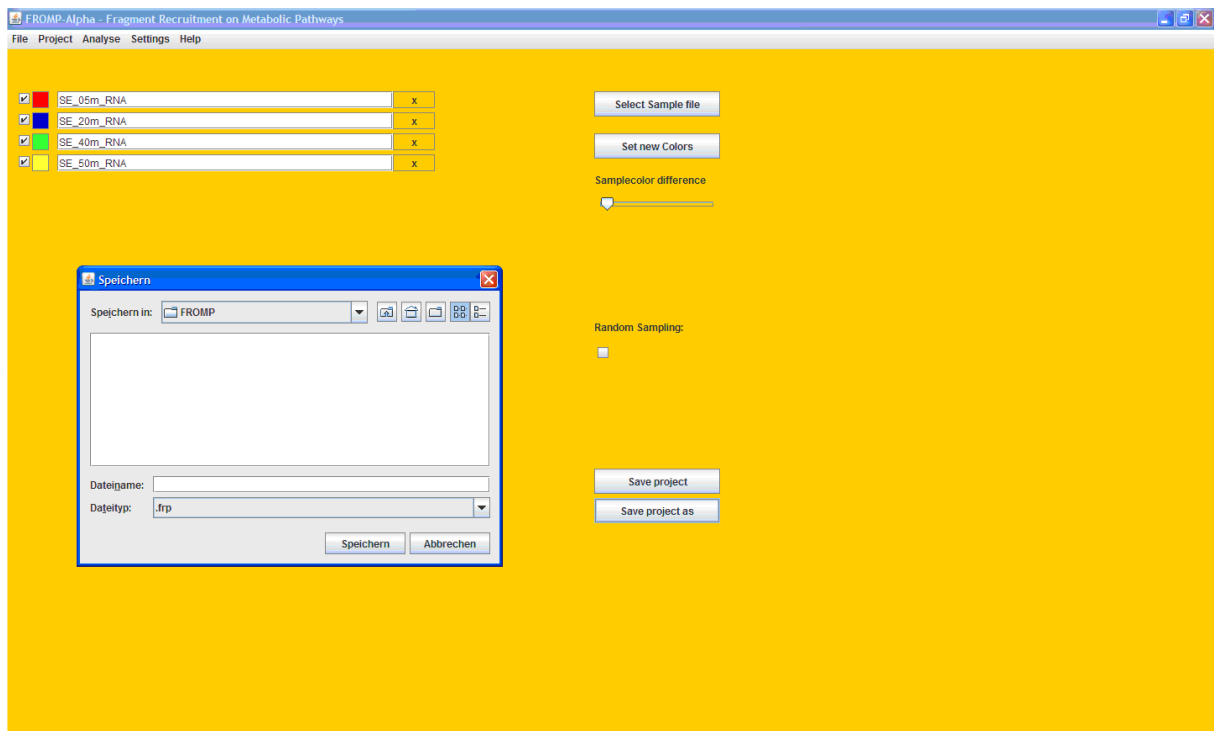 FROMP-Alpha - Fragment Recruitment on Metabolic Pathways
File Project Analyse Settings Help
SE_05m_RNA x
SE_20m_RNA x
SE_40m_RNA x
SE_50m_RNA x
Select Sample file
Set new Colors
Samplecolor difference
Speichern
Speichern in: FROMP
Dateiname:
Dateityp: .frp
Speichern Abbrechen
Random Sampling:
Save project
Save project as